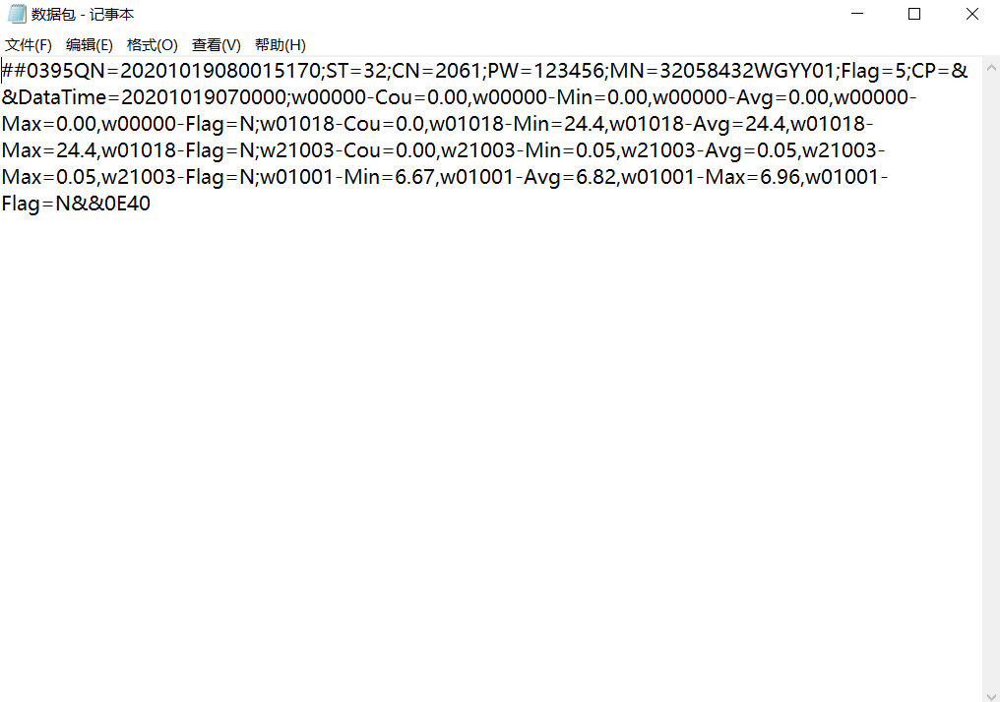 数据包 - 记事本
文件(F) 编辑(E) 格式(O) 查看(V) 帮助(H)
##0395QN=20201019080015170;ST=32;CN=2061;PW=123456;MN=32058432WGYY01;Flag=5;CP=&
&DataTime=20201019070000;w00000-Cou=0.00,w00000-Min=0.00,w00000-Avg=0.00,w00000-
Max=0.00,w00000-Flag=N;w01018-Cou=0.0,w01018-Min=24.4,w01018-Avg=24.4,w01018-
Max=24.4,w01018-Flag=N;w21003-Cou=0.00,w21003-Min=0.05,w21003-Avg=0.05,w21003-
Max=0.05,w21003-Flag=N;w01001-Min=6.67,w01001-Avg=6.82,w01001-Max=6.96,w01001-
Flag=N&&0E40